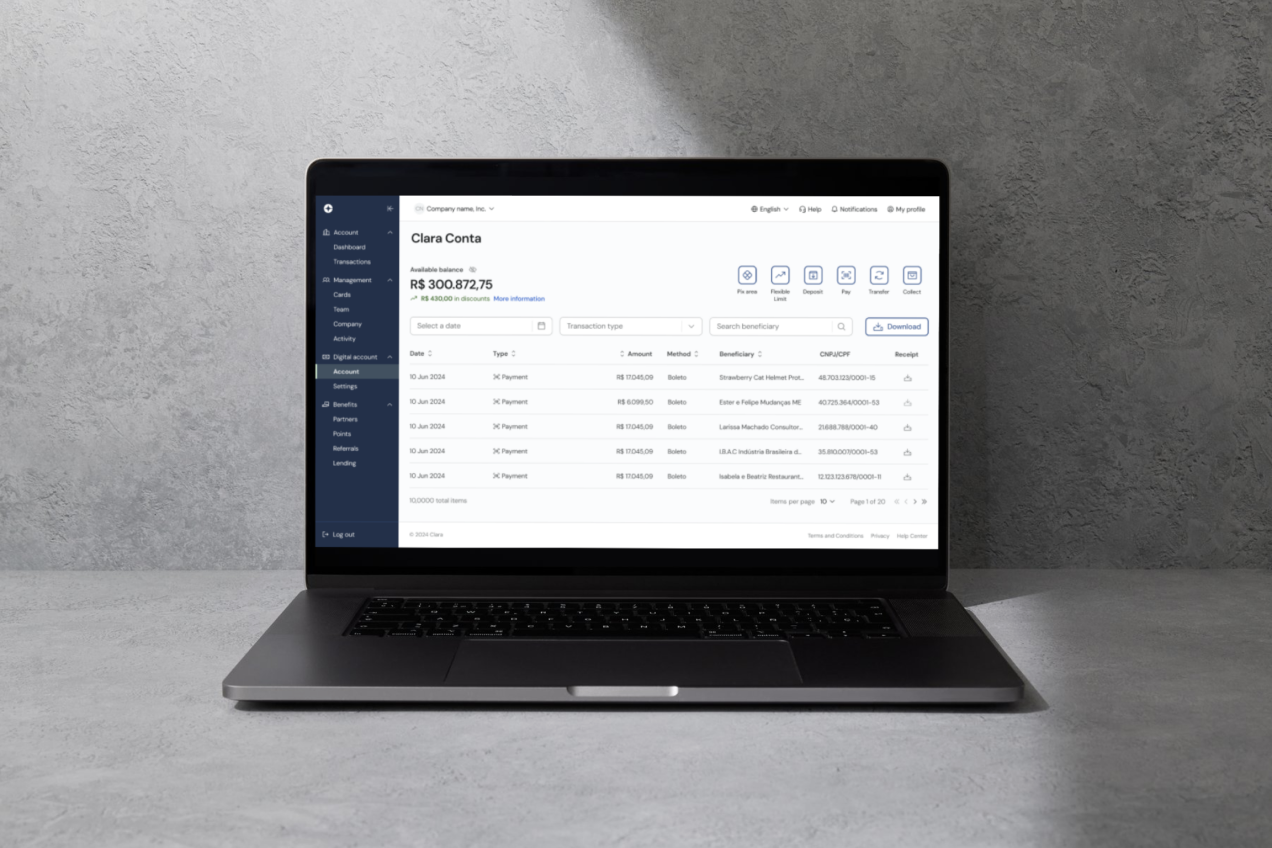 Company name, Inc.
English Help Notifications My profile
Account
Dashboard
Transactions
Management
Cards
Team
Company
Activity
Digital account
Account
Settings
Benefits
Partners
Points
Referrals
Lending
Log out
Clara Conta
Available balance
R$ 300.872,75
R$ 430,00 in discounts More information
Pix area
Flexible Limit
Deposit
Pay
Transfer
Collect
Select a date
Transaction type
Search beneficiary
Download
Date Type Amount Method Beneficiary CNPJ/CPF Receipt
10 Jun 2024 Payment R$ 17.045,09 Boleto Strawberry Cat Helmet Prot... 48.703.123/0001-15
10 Jun 2024 Payment R$ 6.099,50 Boleto Ester e Felipe Mudanças ME 40.725.364/0001-53
10 Jun 2024 Payment R$ 17.045,09 Boleto Larissa Machado Consultor... 21.688.788/0001-40
10 Jun 2024 Payment R$ 17.045,09 Boleto I.B.A.C Indústria Brasileira d... 35.810.007/0001-53
10 Jun 2024 Payment R$ 17.045,09 Boleto Isabela e Beatriz Restaurant... 12.123.123.678/0001-11
10,0000 total items
Items per page 10 Page 1 of 20
© 2024 Clara
Terms and Conditions Privacy Help Center